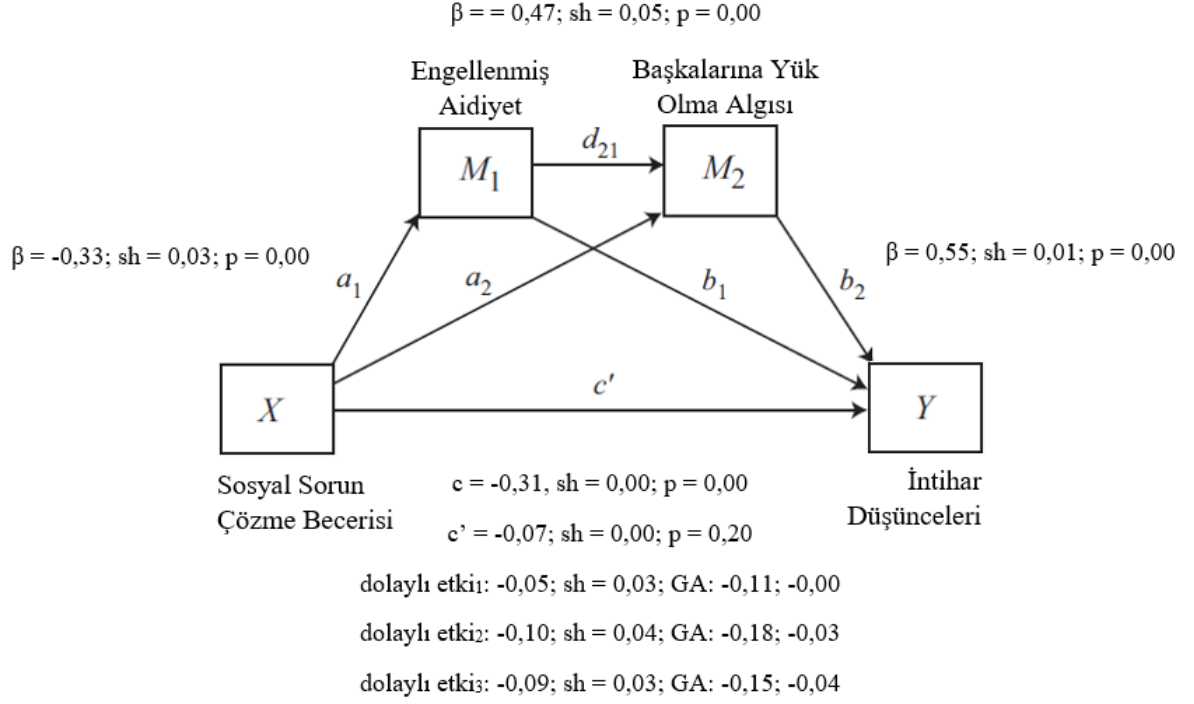 β = = 0,47; sh = 0,05; p = 0,00
Engellenmiş
Aidiyet
Başkalarına Yük
Olma Algısı
d21
M1
M2
β = -0,33; sh = 0,03; p = 0,00
β = 0,55; sh = 0,01; p = 0,00
a1
a2
b1
b2
c′
X
Y
Sosyal Sorun
Çözme Becerisi
İntihar
Düşünceleri
c = -0,31, sh = 0,00; p = 0,00
c’ = -0,07; sh = 0,00; p = 0,20
dolaylı etki1: -0,05; sh = 0,03; GA: -0,11; -0,00
dolaylı etki2: -0,10; sh = 0,04; GA: -0,18; -0,03
dolaylı etki3: -0,09; sh = 0,03; GA: -0,15; -0,04